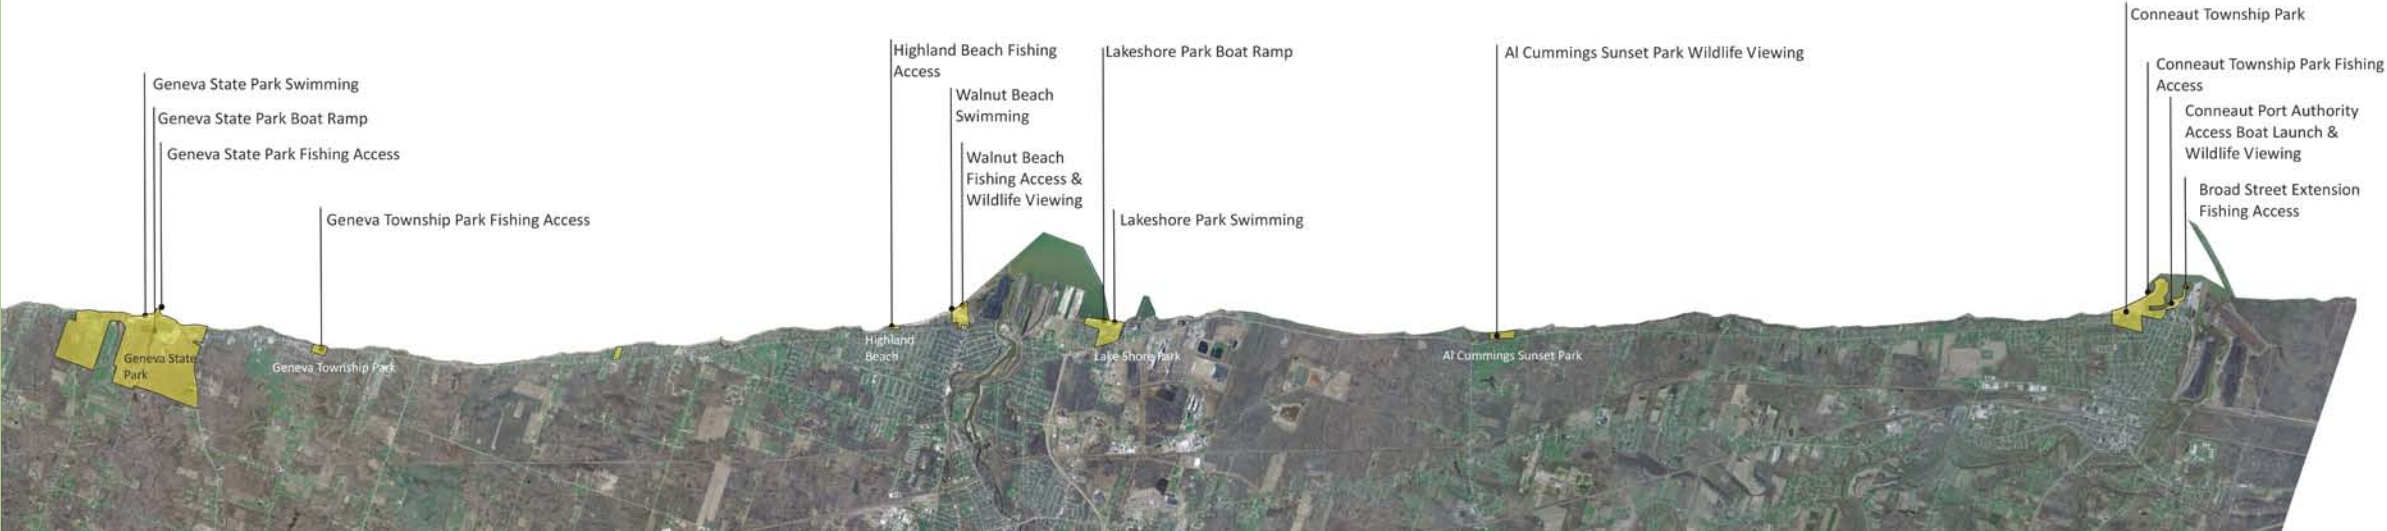 Geneva State Park Swimming
Geneva State Park Boat Ramp
Geneva State Park Fishing Access
Geneva Township Park Fishing Access
Highland Beach Fishing
Access
Walnut Beach
Swimming
Walnut Beach
Fishing Access &
Wildlife Viewing
Lakeshore Park Boat Ramp
Lakeshore Park Swimming
Al Cummings Sunset Park Wildlife Viewing
Conneaut Township Park
Conneaut Township Park Fishing
Access
Conneaut Port Authority
Access Boat Launch &
Wildlife Viewing
Broad Street Extension
Fishing Access
Geneva State
Park
Geneva Township Park
Highland
Beach
Lake Shore Park
Al Cummings Sunset Park